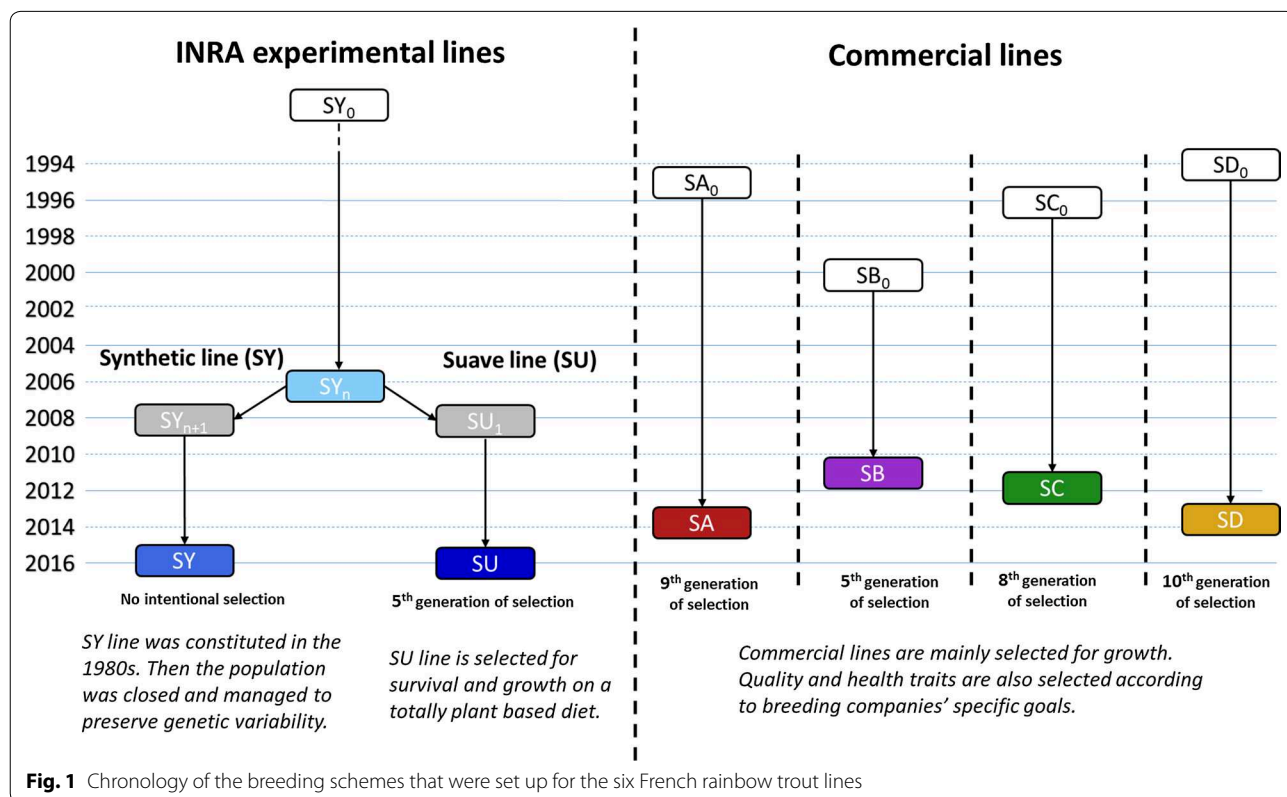 INRA experimental lines
Commercial lines
SY0
1994
1996
1998
2000
2002
2004
2006
2008
2010
2012
2014
2016
SA0
SB0
SC0
SD0
Synthetic line (SY)
Suave line (SU)
SYn
SYn+1
SU1
SY
SU
SA
SB
SC
SD
No intentional selection
5th generation of selection
9th generation
of selection
5th generation
of selection
8th generation
of selection
10th generation
of selection
SY line was constituted in the
1980s. Then the population
was closed and managed to
preserve genetic variability.
SU line is selected for
survival and growth on a
totally plant based diet.
Commercial lines are mainly selected for growth.
Quality and health traits are also selected according
to breeding companies' specific goals.
Fig. 1 Chronology of the breeding schemes that were set up for the six French rainbow trout lines